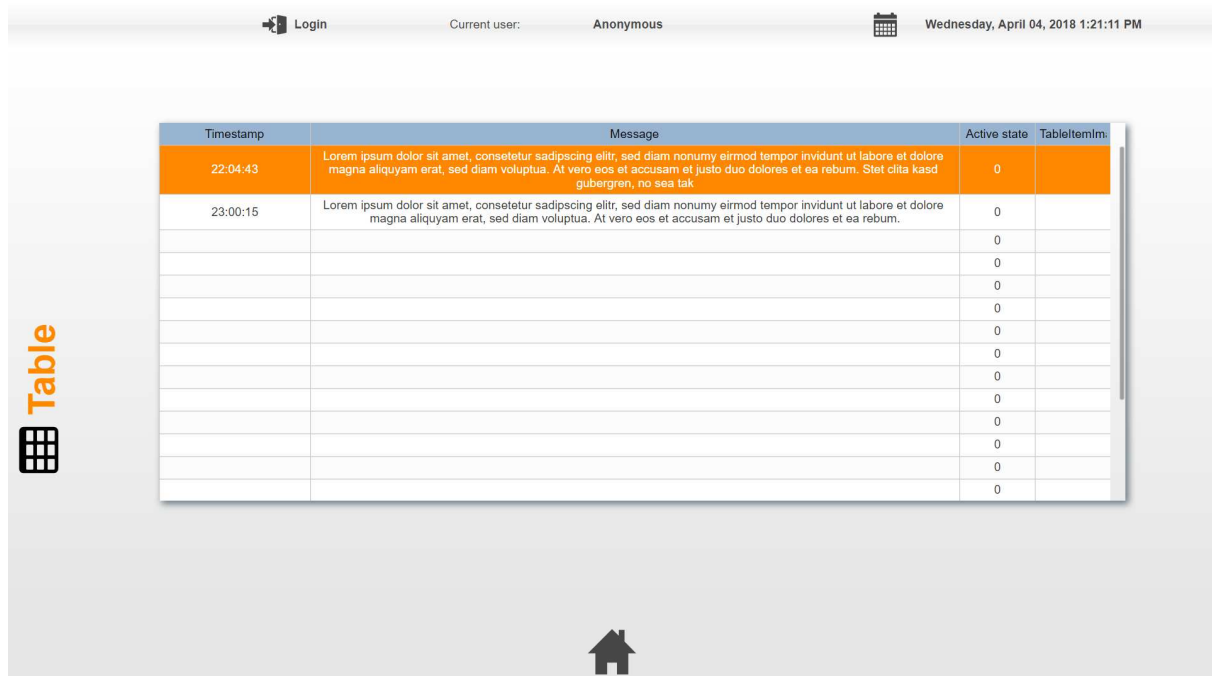 Login Current user: Anonymous Wednesday, April 04, 2018 1:21:11 PM
Timestamp Message Active state TableItemIm
Lorem ipsum dolor sit amet, consetetur sadipscing elitr, sed diam nonumy eirmod tempor invidunt ut labore et dolore
22:04:43 magna aliquyam erat, sed diam voluptua. At vero eos et accusam et justo duo dolores et ea rebum. Stet clita kasd 0
gubergren, no sea tak
Lorem ipsum dolor sit amet, consetetur sadipscing elitr, sed diam nonumy eirmod tempor invidunt ut labore et dolore
23:00:15 magna aliquyam erat, sed diam voluptua. At vero eos et accusam et justo duo dolores et ea rebum. 0
0
0
0
0
0
0
0
0
0
0
0
0
Table